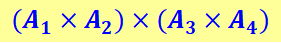 (A₁ × A₂) × (A₃ × A₄)